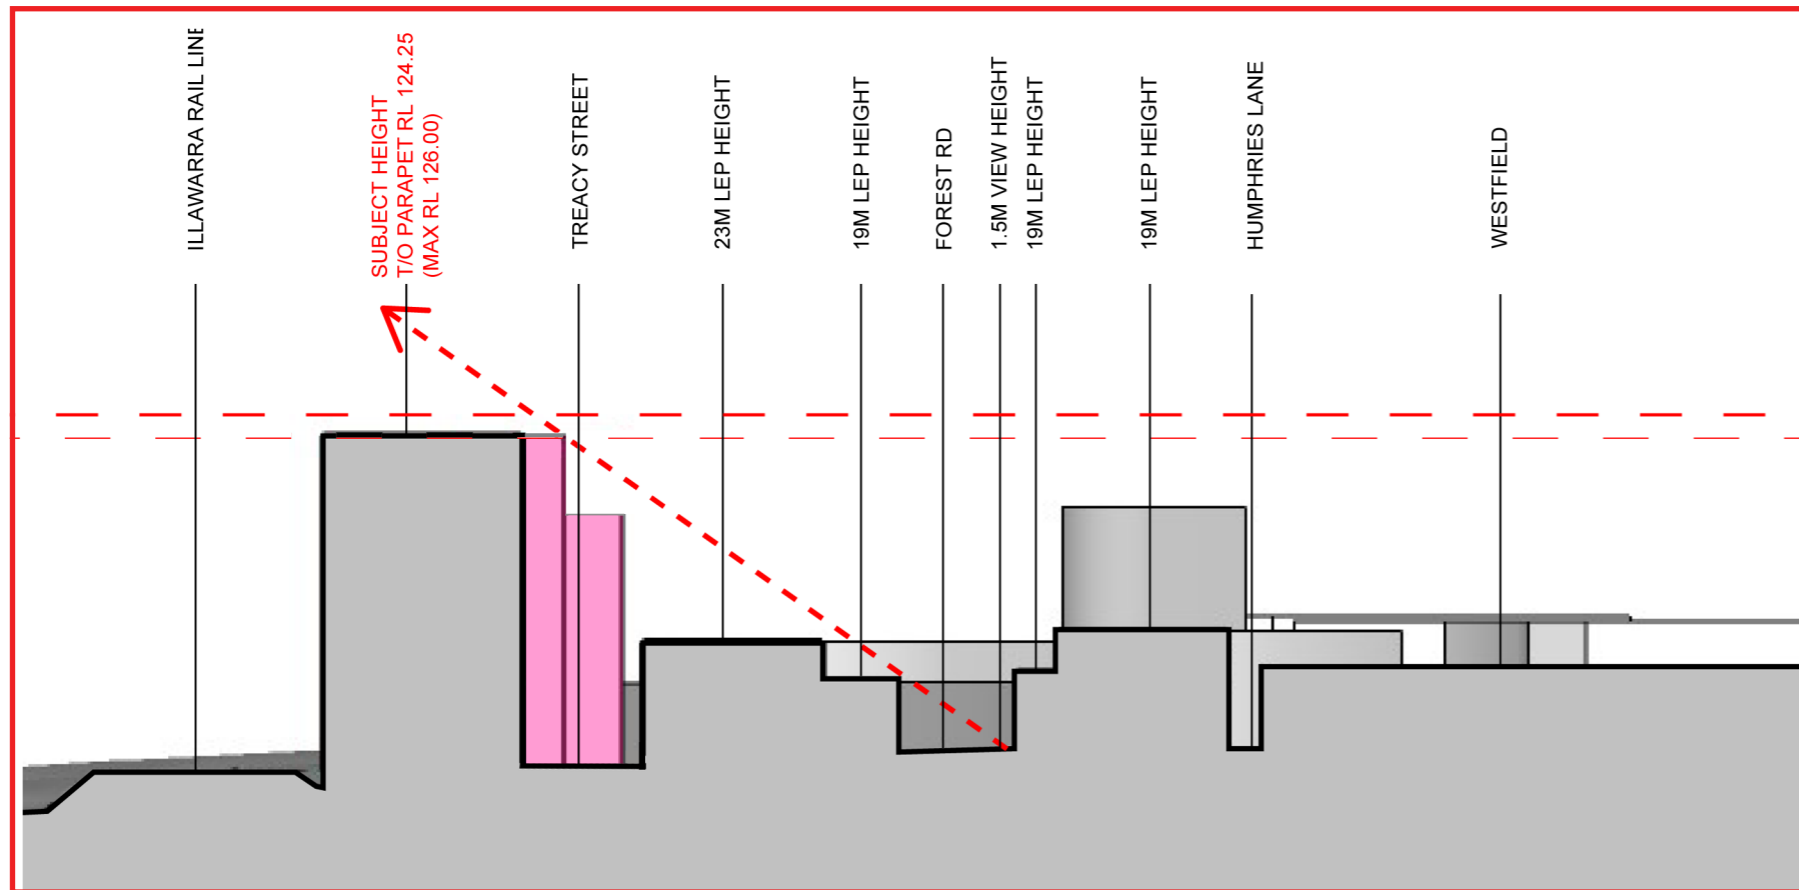 ILLAWARRA RAIL LINE
SUBJECT HEIGHT
T/O PARAPET RL 124.25
(MAX RL 126.00)
TREACY STREET
23M LEP HEIGHT
19M LEP HEIGHT
FOREST RD
1.5M VIEW HEIGHT
19M LEP HEIGHT
19M LEP HEIGHT
HUMPHRIES LANE
WESTFIELD